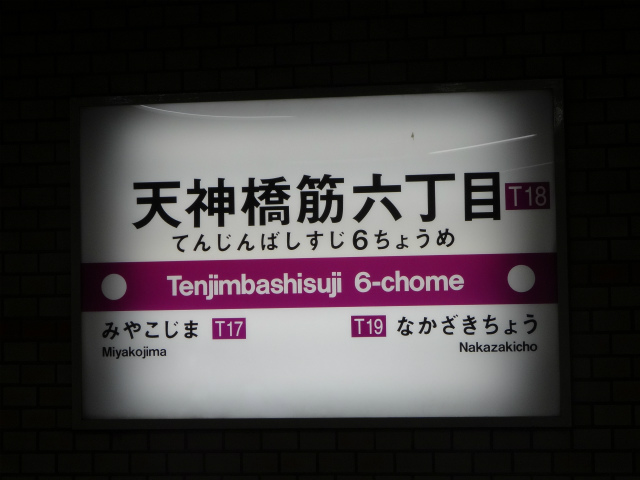 天神橋筋六丁目 T18
てんじんばしすじ6ちょうめ
Tenjimbashisuji 6-chome
みやこじま T17 T19 なかざきちょう
Miyakojima Nakazakicho